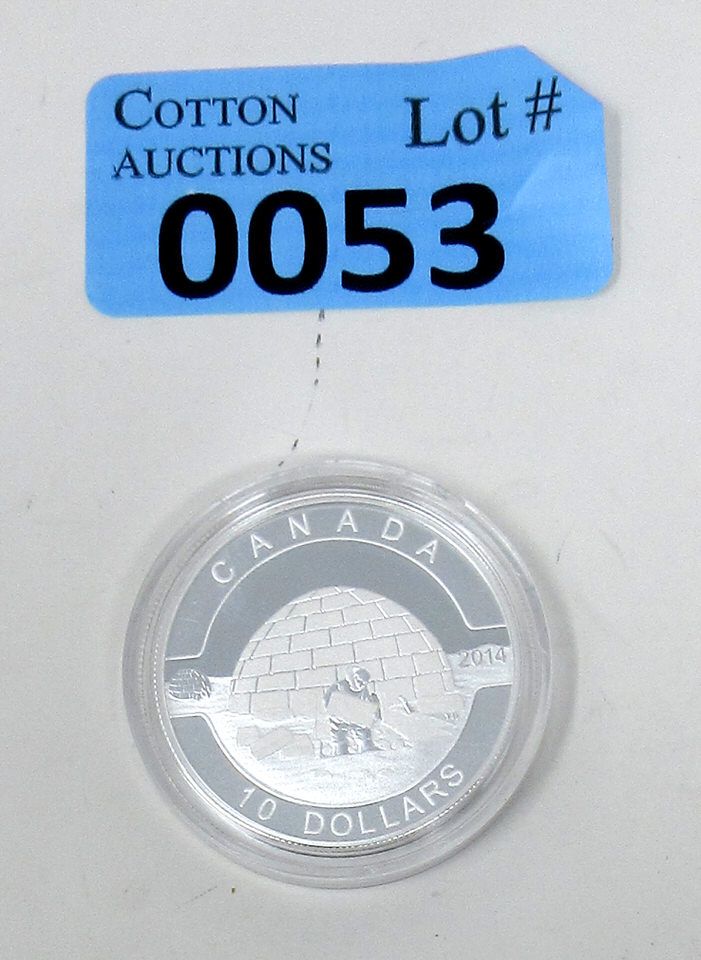 COTTON
AUCTIONS
Lot #
0053
CANADA
2014
10 DOLLARS